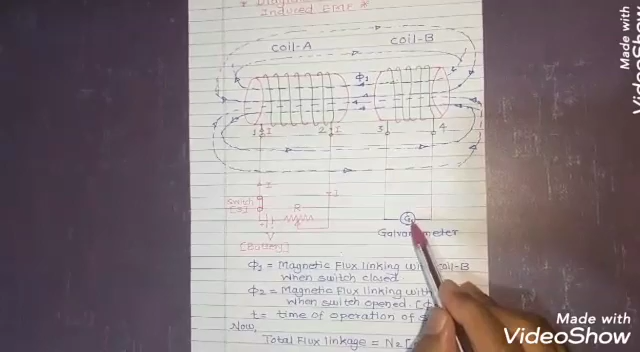 Induced EMF *
coil-A
coil-B
Φ1
1
I
2
I
3
4
I
I
Switch
[S]
R
V
[Battery]
G
Galvanometer
Φ1 = Magnetic Flux linking with coil-B
when switch closed.
Φ2 = Magnetic Flux linking with
when switch opened.
t = time of operation of
Now,
Total Flux linkage = N2
Made with
VideoShow
Made with
VideoShow